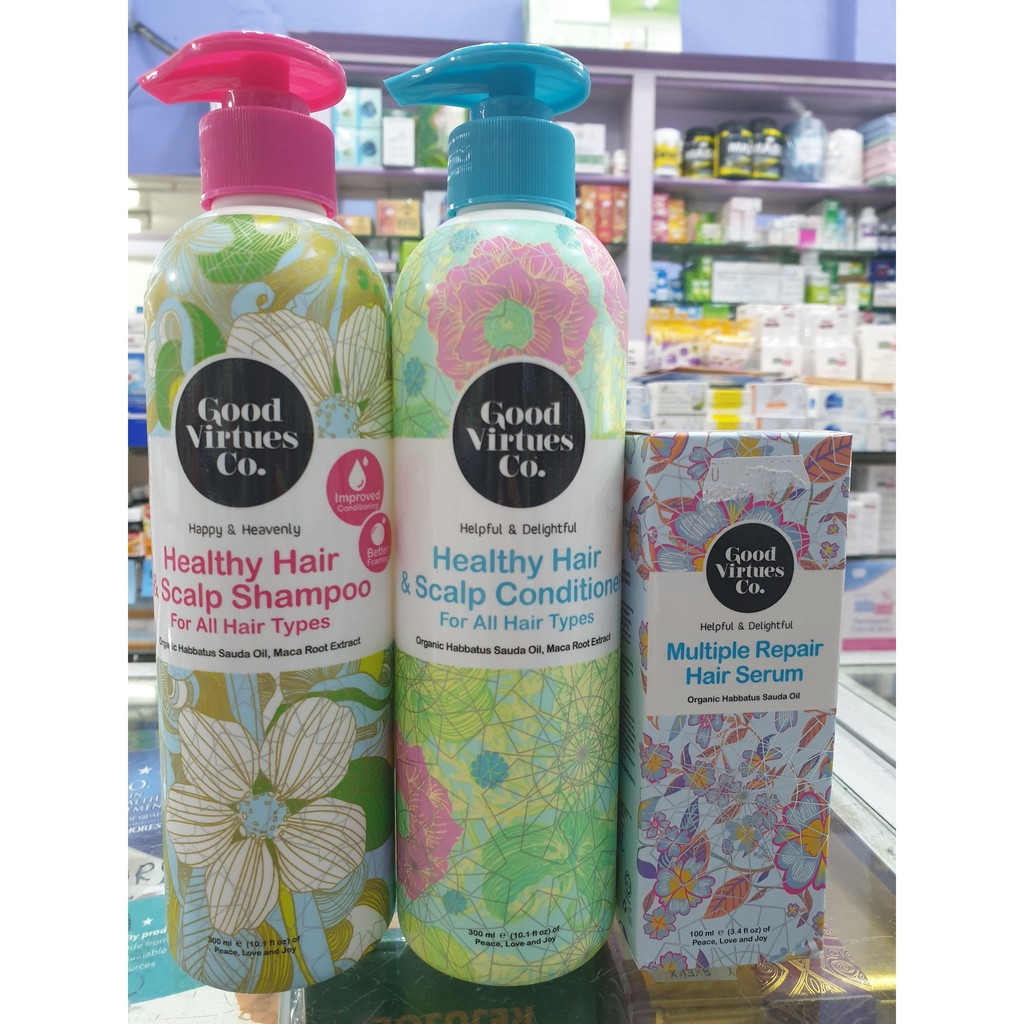 Good
Virtues
Co.
Happy & Heavenly
Improved
Conditioning
Better
Healthy Hair
& Scalp Shampoo
For All Hair Types
Organic Habbatus Sauda Oil, Maca Root Extract
300 ml e (10.1 fl oz) of
Peace, Love and Joy
Good
Virtues
Co.
Helpful & Delightful
Healthy Hair
& Scalp Conditioner
For All Hair Types
Organic Habbatus Sauda Oil, Maca Root Extract
300 ml e (10.1 fl oz) of
Peace, Love and Joy
Good
Virtues
Co.
Helpful & Delightful
Multiple Repair
Hair Serum
Organic Habbatus Sauda Oil
100 ml e (3.4 fl oz) of
Peace, Love and Joy